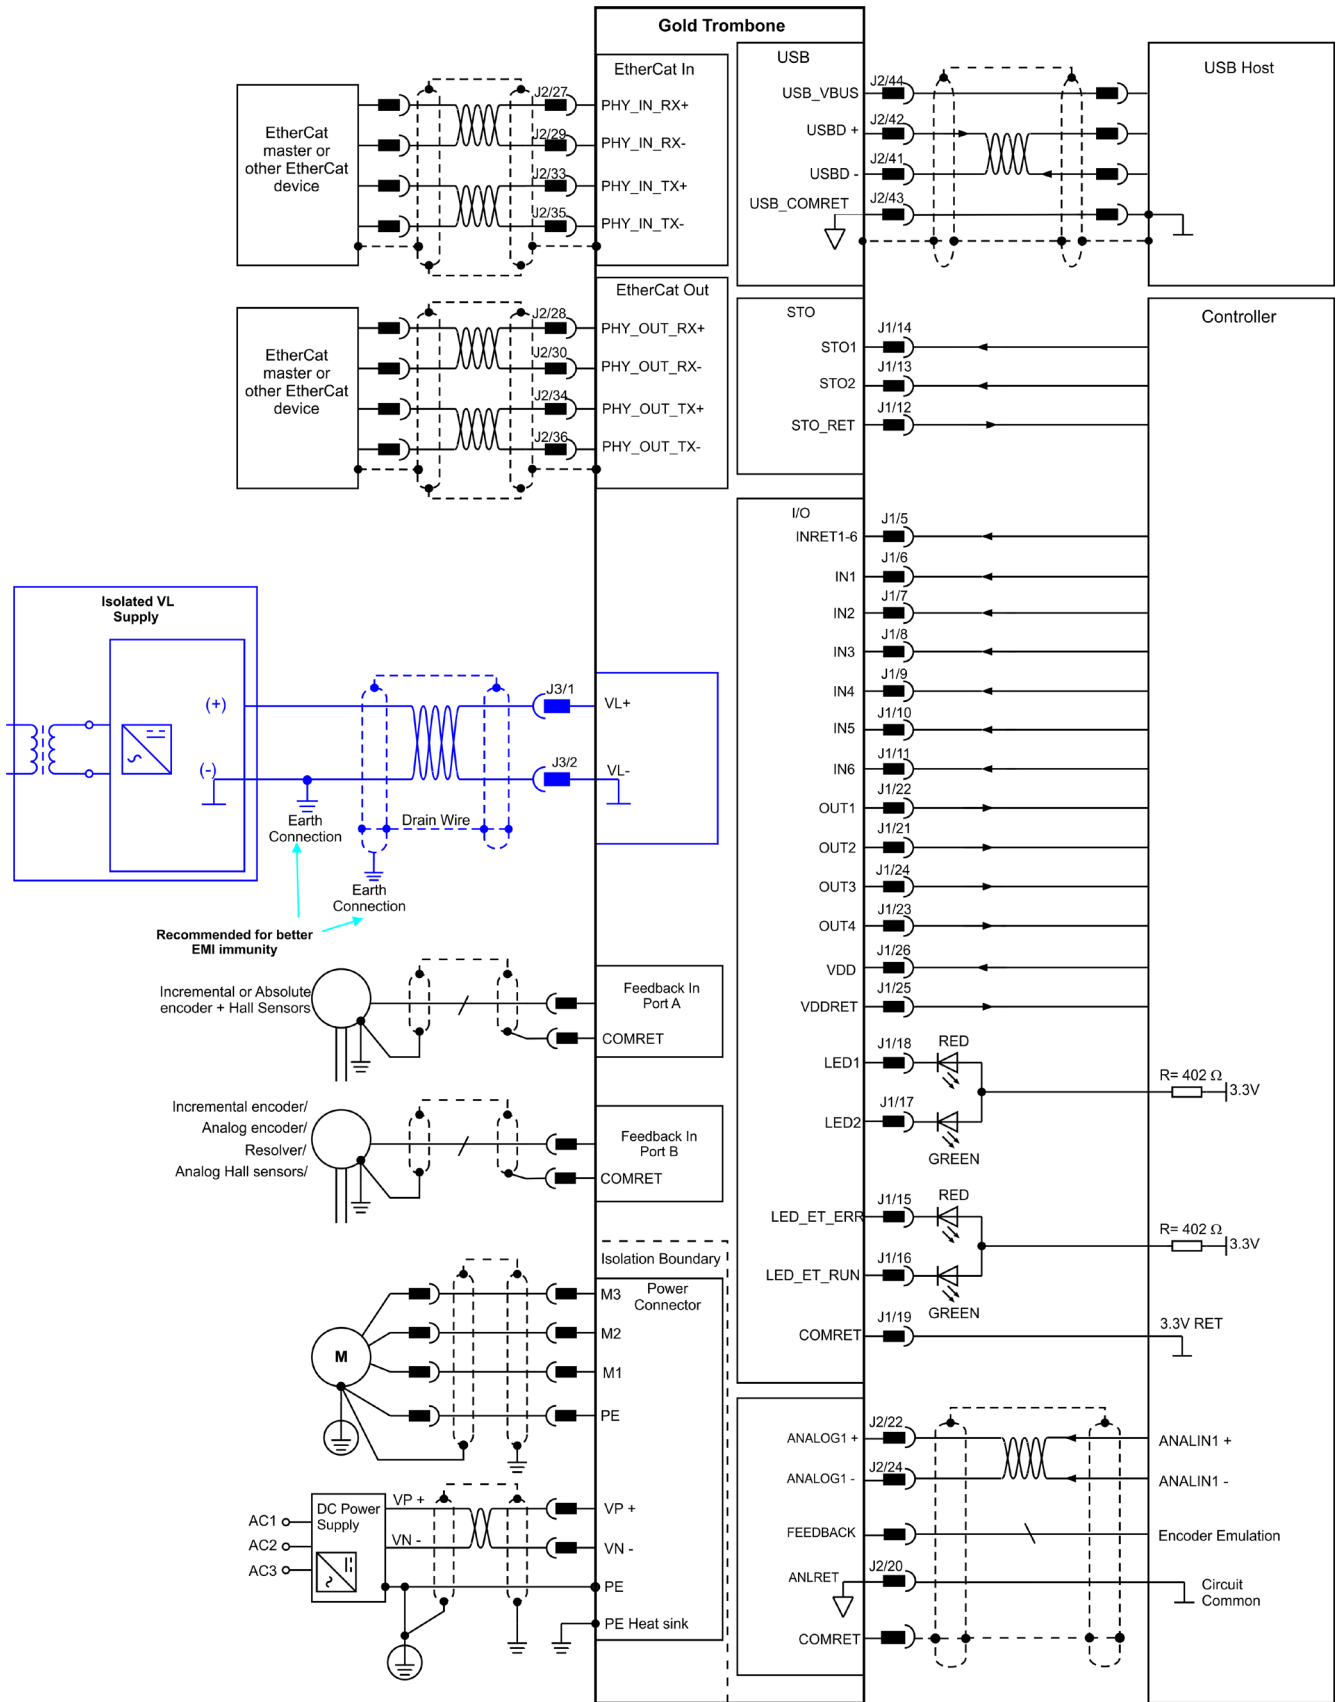 Gold Trombone
EtherCat In
EtherCat
master or
other EtherCat
device
J2/27
PHY_IN_RX+
J2/29
PHY_IN_RX-
J2/33
PHY_IN_TX+
J2/35
PHY_IN_TX-
EtherCat Out
EtherCat
master or
other EtherCat
device
J2/28
PHY_OUT_RX+
J2/30
PHY_OUT_RX-
J2/34
PHY_OUT_TX+
J2/36
PHY_OUT_TX-
Isolated VL
Supply
(+)
(-)
J3/1
VL+
J3/2
VL-
Earth
Connection
Drain Wire
Earth
Connection
Recommended for better
EMI immunity
Incremental or Absolute
encoder + Hall Sensors
Feedback In
Port A
COMRET
Incremental encoder/
Analog encoder/
Resolver/
Analog Hall sensors/
Feedback In
Port B
COMRET
Isolation Boundary
Power
Connector
M
M3
M2
M1
PE
AC1
AC2
AC3
DC Power
Supply
VP +
VN -
VP +
VN -
PE
PE Heat sink
USB
USB Host
USB_VBUS
J2/44
USBD +
J2/42
USBD -
J2/41
USB_COMRET
J2/43
STO
Controller
STO1
J1/14
STO2
J1/13
STO_RET
J1/12
I/O
INRET1-6
J1/5
IN1
J1/6
IN2
J1/7
IN3
J1/8
IN4
J1/9
IN5
J1/10
IN6
J1/11
OUT1
J1/22
OUT2
J1/21
OUT3
J1/24
OUT4
J1/23
VDD
J1/26
VDDRET
J1/25
LED1
J1/18
RED
R= 402 Ω
3.3V
LED2
J1/17
GREEN
LED_ET_ERR
J1/15
RED
R= 402 Ω
3.3V
LED_ET_RUN
J1/16
GREEN
COMRET
J1/19
3.3V RET
ANALOG1 +
J2/22
ANALIN1 +
ANALOG1 -
J2/24
ANALIN1 -
FEEDBACK
Encoder Emulation
ANLRET
J2/20
Circuit
Common
COMRET